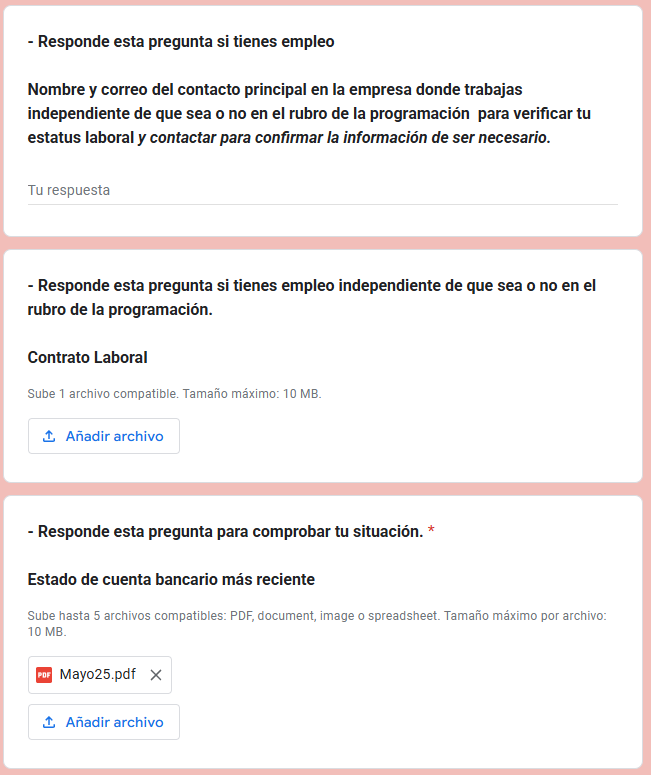 - Responde esta pregunta si tienes empleo
Nombre y correo del contacto principal en la empresa donde trabajas
independiente de que sea o no en el rubro de la programación  para verificar tu
estatus laboral y contactar para confirmar la información de ser necesario.
Tu respuesta
- Responde esta pregunta si tienes empleo independiente de que sea o no en el
rubro de la programación.
Contrato Laboral
Sube 1 archivo compatible. Tamaño máximo: 10 MB.
Añadir archivo
- Responde esta pregunta para comprobar tu situación. *
Estado de cuenta bancario más reciente
Sube hasta 5 archivos compatibles: PDF, document, image o spreadsheet. Tamaño máximo por archivo:
10 MB.
PDF Mayo25.pdf
Añadir archivo